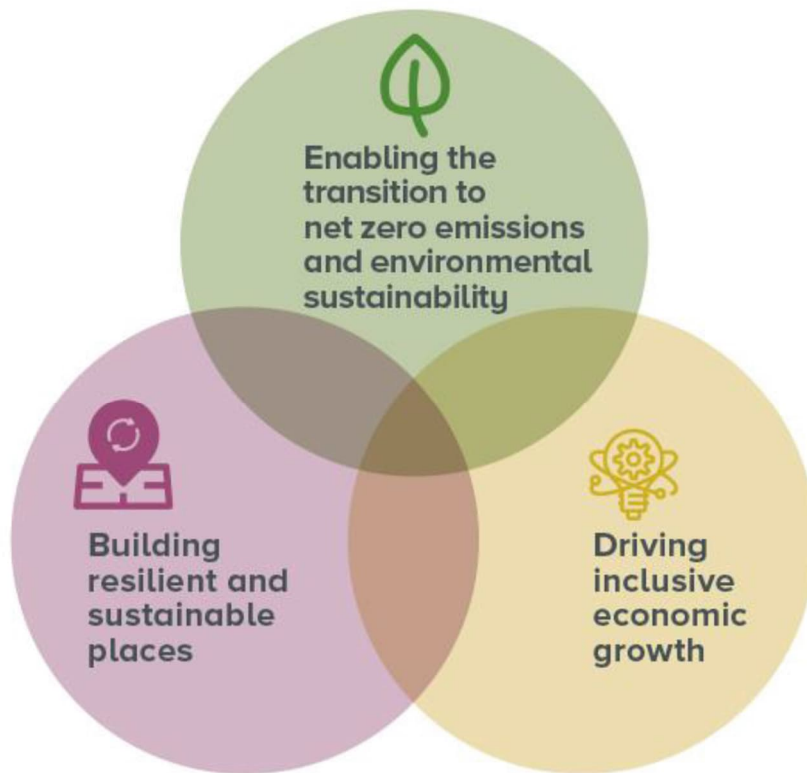 Enabling the
transition to
net zero emissions
and environmental
sustainability
Building
resilient and
sustainable
places
Driving
inclusive
economic
growth